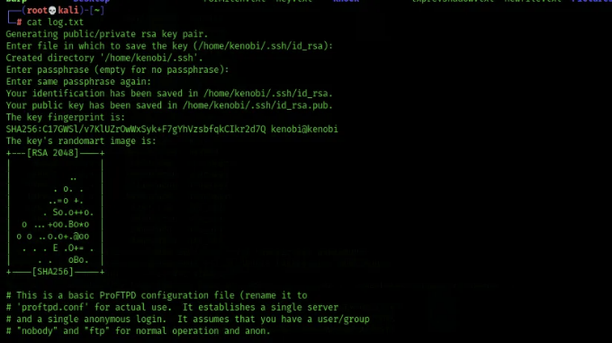 ┌──(root💀kali)-[~]
└─# cat log.txt
Generating public/private rsa key pair.
Enter file in which to save the key (/home/kenobi/.ssh/id_rsa):
Created directory '/home/kenobi/.ssh'.
Enter passphrase (empty for no passphrase):
Enter same passphrase again:
Your identification has been saved in /home/kenobi/.ssh/id_rsa.
Your public key has been saved in /home/kenobi/.ssh/id_rsa.pub.
The key fingerprint is:
SHA256:C17GWSl/v7KlUZrOwWxSyk+F7gYhVzsbfqkCIkr2d7Q kenobi@kenobi
The key's randomart image is:
+---[RSA 2048]----+
|                 |
|           ..    |
|        . o. .   |
|       ..=o +.   |
|      . So.o++o. |
|  o ...+oo.Bo*o  |
| o o ..o.o+.@oo  |
|  . . . E .O+= . |
|     . .   oBo.  |
+----[SHA256]-----+
# This is a basic ProFTPD configuration file (rename it to
# 'proftpd.conf' for actual use.  It establishes a single server
# and a single anonymous login.  It assumes that you have a user/group
# "nobody" and "ftp" for normal operation and anon.